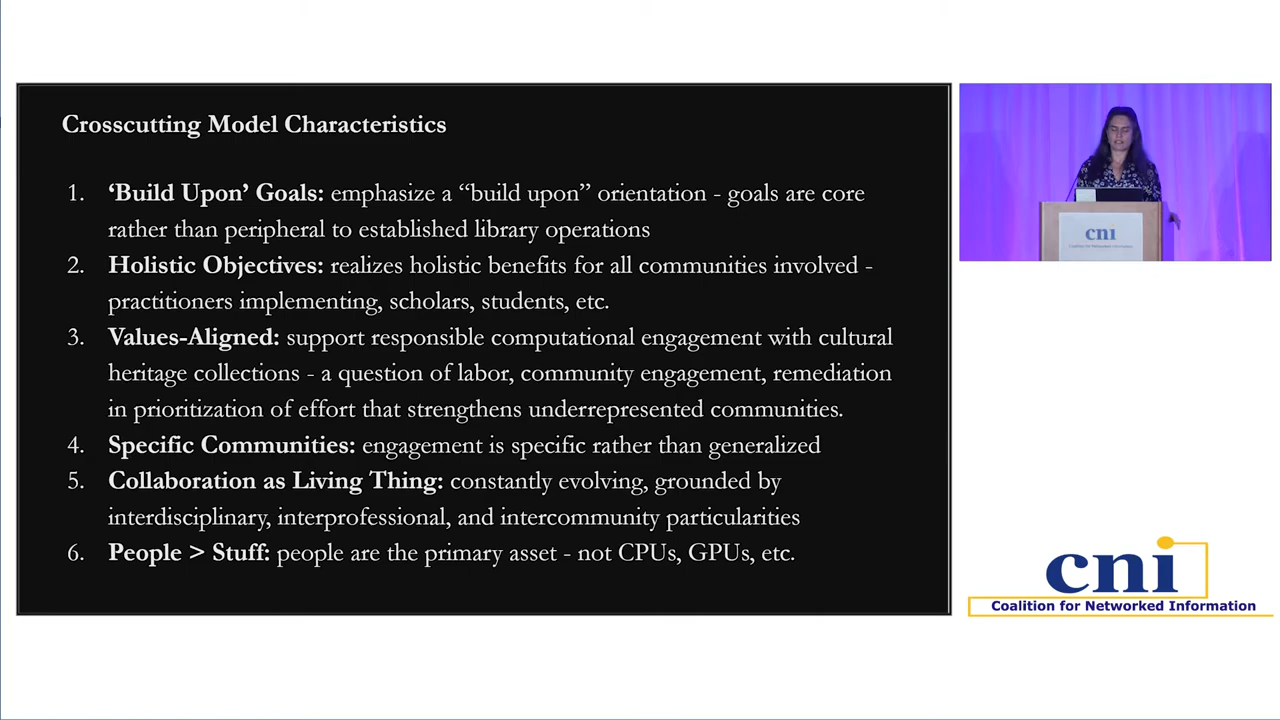 Crosscutting Model Characteristics
1. ‘Build Upon’ Goals: emphasize a “build upon” orientation - goals are core
rather than peripheral to established library operations
2. Holistic Objectives: realizes holistic benefits for all communities involved -
practitioners implementing, scholars, students, etc.
3. Values-Aligned: support responsible computational engagement with cultural
heritage collections - a question of labor, community engagement, remediation
in prioritization of effort that strengthens underrepresented communities.
4. Specific Communities: engagement is specific rather than generalized
5. Collaboration as Living Thing: constantly evolving, grounded by
interdisciplinary, interprofessional, and intercommunity particularities
6. People > Stuff: people are the primary asset - not CPUs, GPUs, etc.
cni
Coalition for Networked Information
cni
Coalition for Networked Information